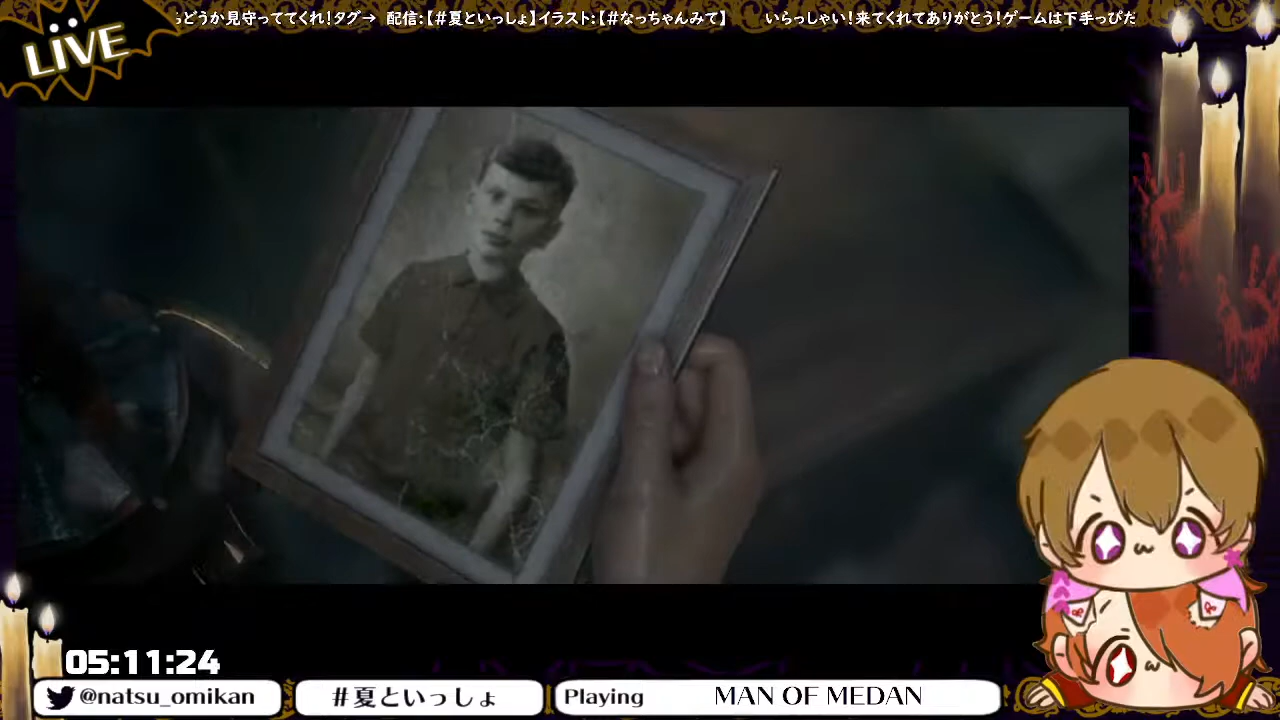 らどうか見守っててくれ!タグ→ 配信:【#夏といっしょ】イラスト:【#なっちゃんみて】 いらっしゃい!来てくれてありがとう!ゲームは下手っぴだ
LiVE
05:11:24
@natsu_omikan #夏といっしょ Playing MAN OF MEDAN